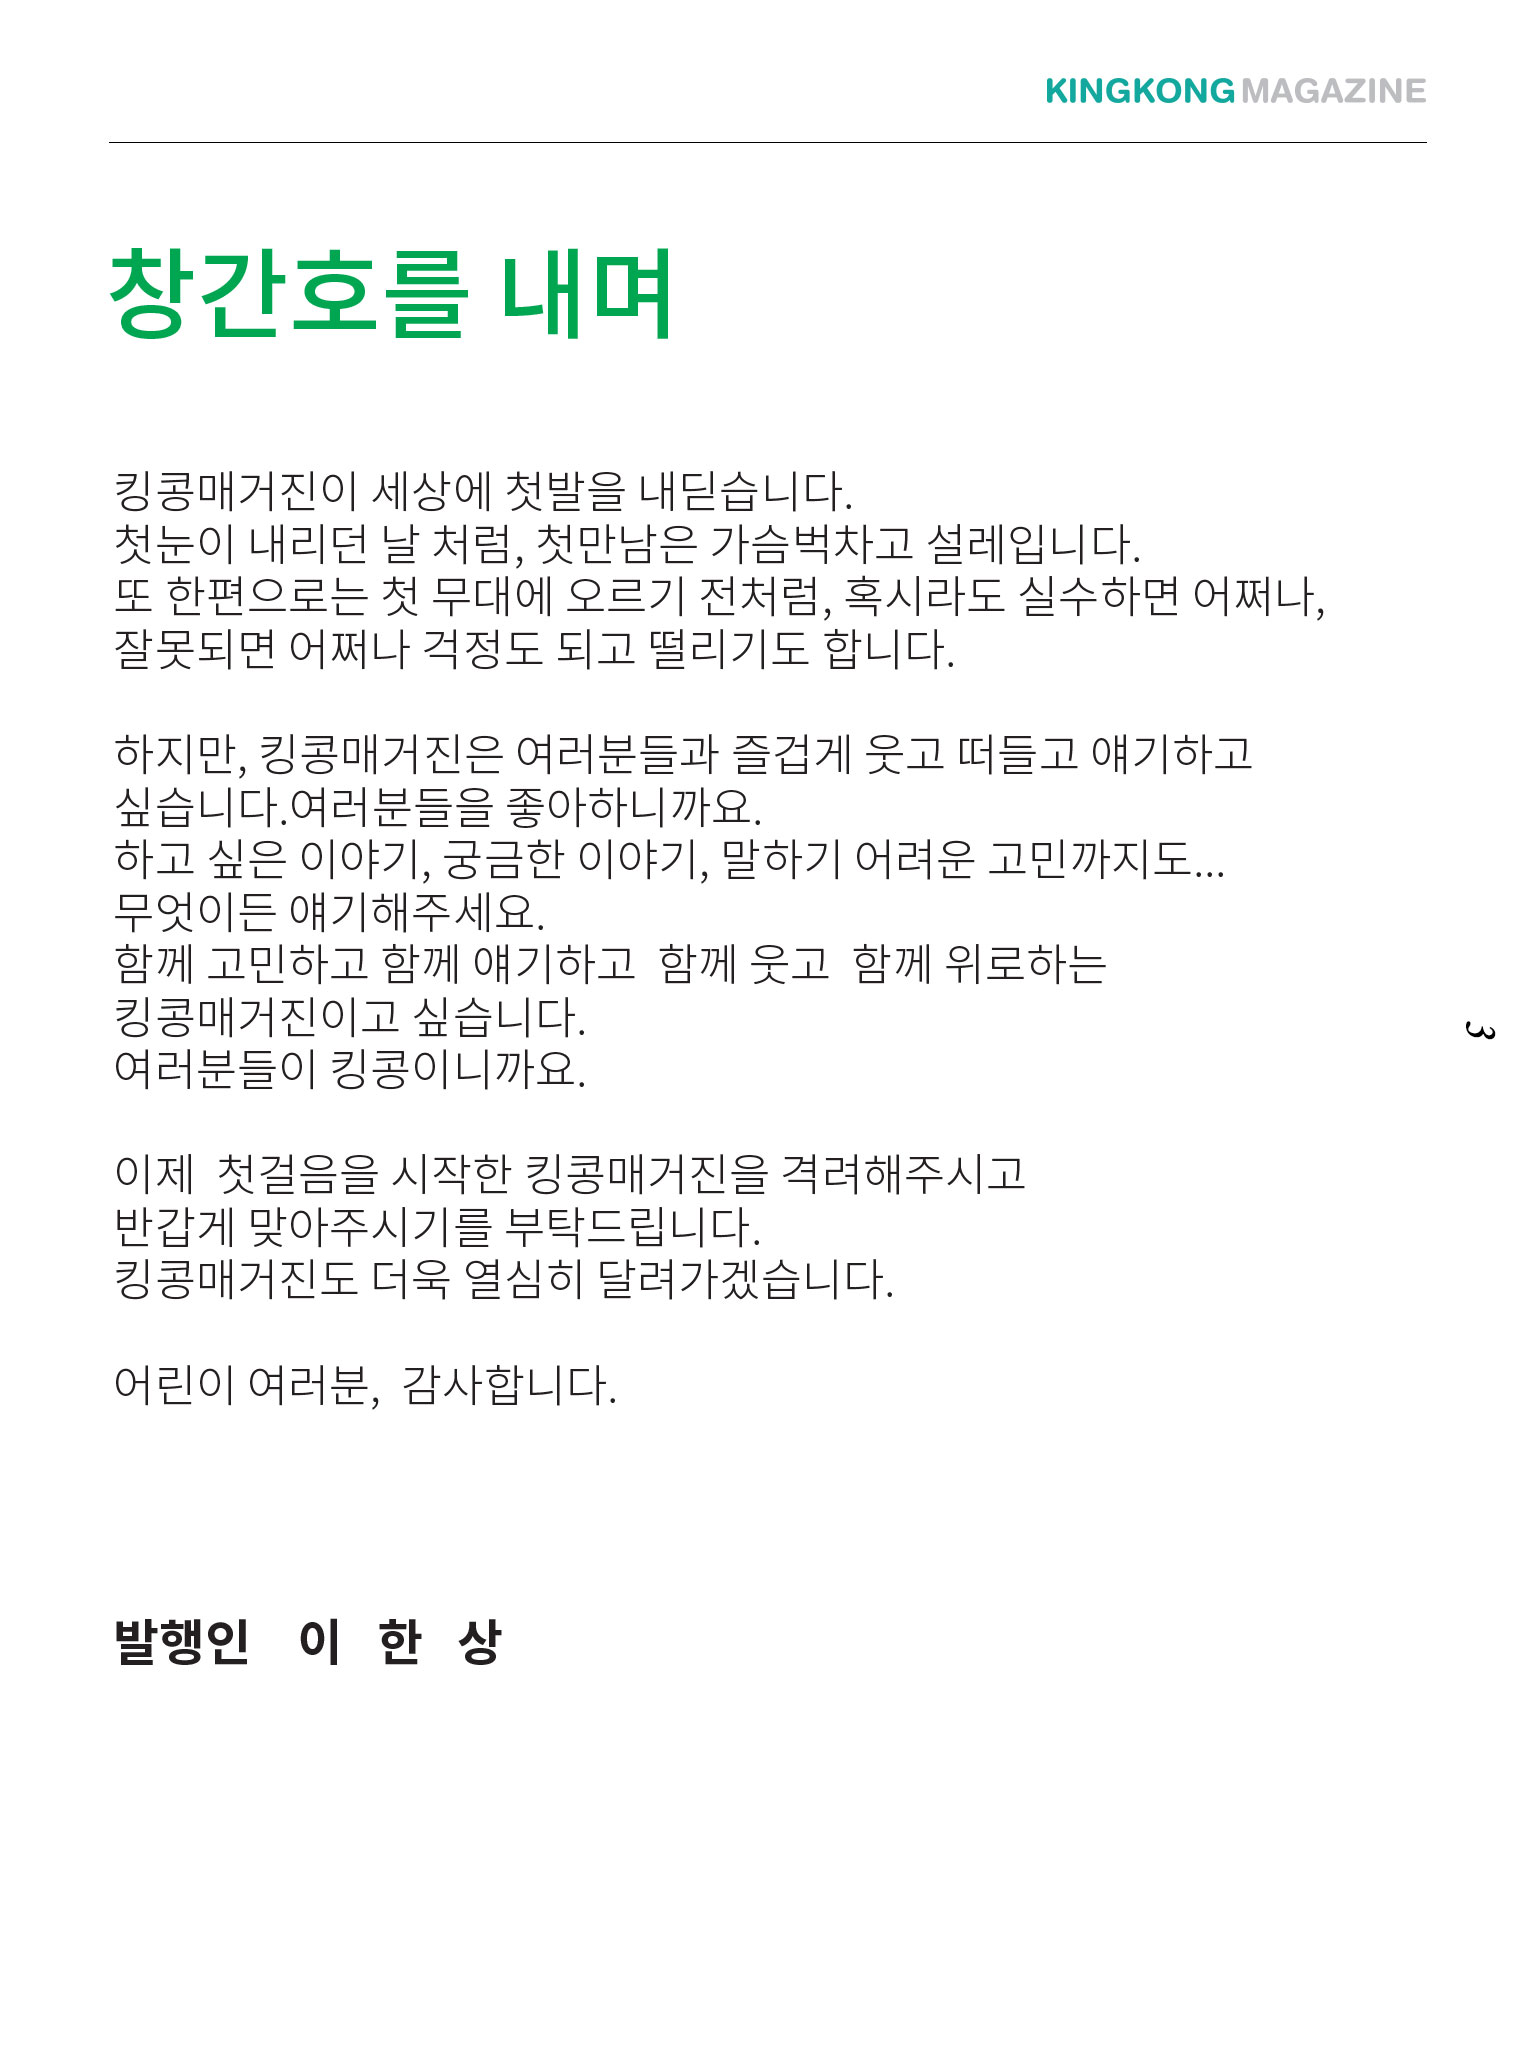 KINGKONG MAGAZINE
창간호를 내며
킹콩매거진이 세상에 첫발을 내딛습니다.
첫눈이 내리던 날 처럼, 첫만남은 가슴벅차고 설레입니다.
또 한편으로는 첫 무대에 오르기 전처럼, 혹시라도 실수하면 어쩌나,
잘못되면 어쩌나 걱정도 되고 떨리기도 합니다.
하지만, 킹콩매거진은 여러분들과 즐겁게 웃고 떠들고 얘기하고
싶습니다.여러분들을 좋아하니까요.
하고 싶은 이야기, 궁금한 이야기, 말하기 어려운 고민까지도...
무엇이든 얘기해주세요.
함께 고민하고 함께 얘기하고  함께 웃고  함께 위로하는
킹콩매거진이고 싶습니다.
여러분들이 킹콩이니까요.
이제  첫걸음을 시작한 킹콩매거진을 격려해주시고
반갑게 맞아주시기를 부탁드립니다.
킹콩매거진도 더욱 열심히 달려가겠습니다.
어린이 여러분,  감사합니다.
발행인  이 한 상
3